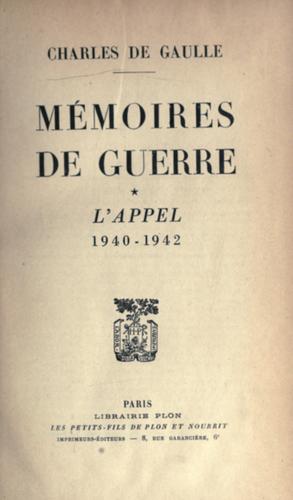 CHARLES DE GAULLE
MÉMOIRES
DE GUERRE
*
L'APPEL
1940-1942
PARIS
LIBRAIRIE PLON
LES PETITS-FILS DE PLON ET NOURRIT
IMPRIMEURS-ÉDITEURS — 8, RUE GARANCIÈRE, 6e